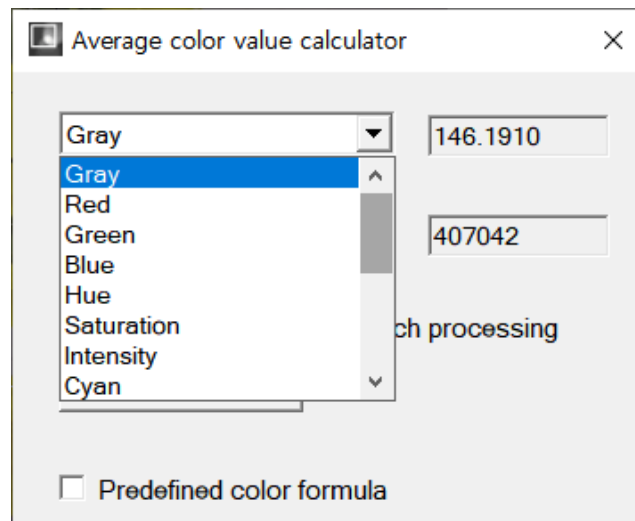 Average color value calculator
Gray
146.1910
Gray
Red
Green
407042
Blue
Hue
Saturation
ch processing
Intensity
Cyan
Predefined color formula